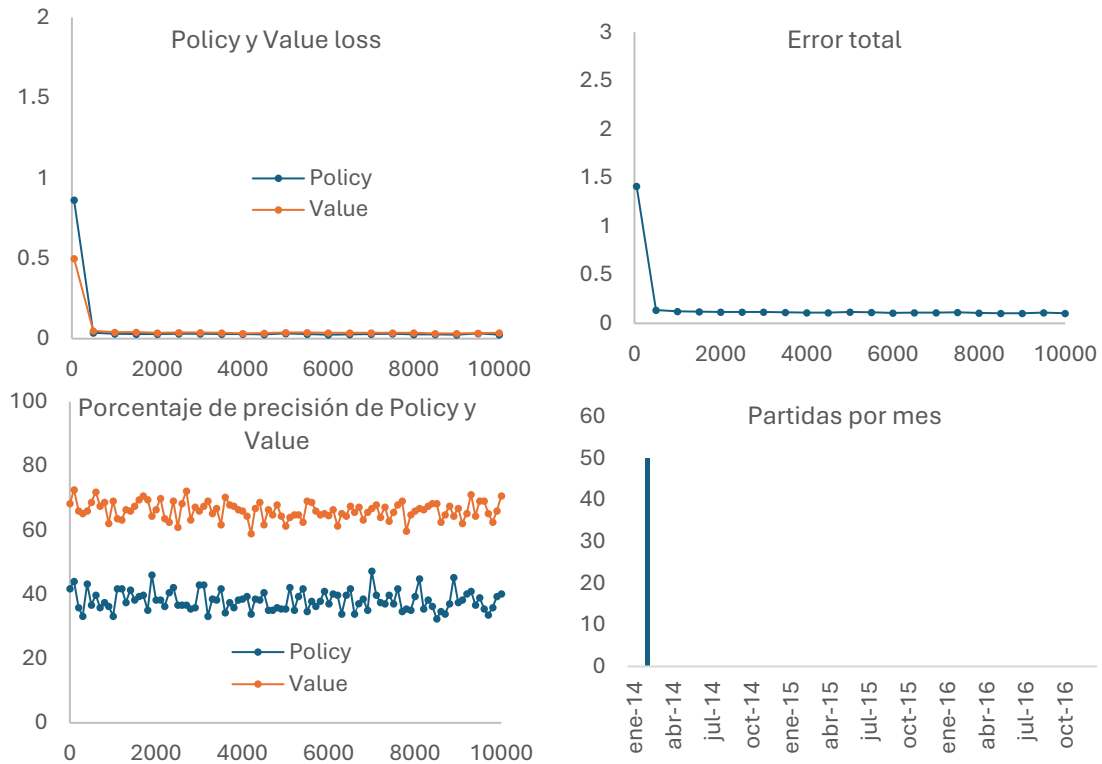 Policy y Value loss
2
1.5
1
0.5
0
Policy
Value
0 2000 4000 6000 8000 10000
Error total
3
2.5
2
1.5
1
0.5
0
0 2000 4000 6000 8000 10000
Porcentaje de precisión de Policy y
Value
100
80
60
40
20
0
Policy
Value
0 2000 4000 6000 8000 10000
Partidas por mes
60
50
40
30
20
10
0
ene-14
abr-14
jul-14
oct-14
ene-15
abr-15
jul-15
oct-15
ene-16
abr-16
jul-16
oct-16